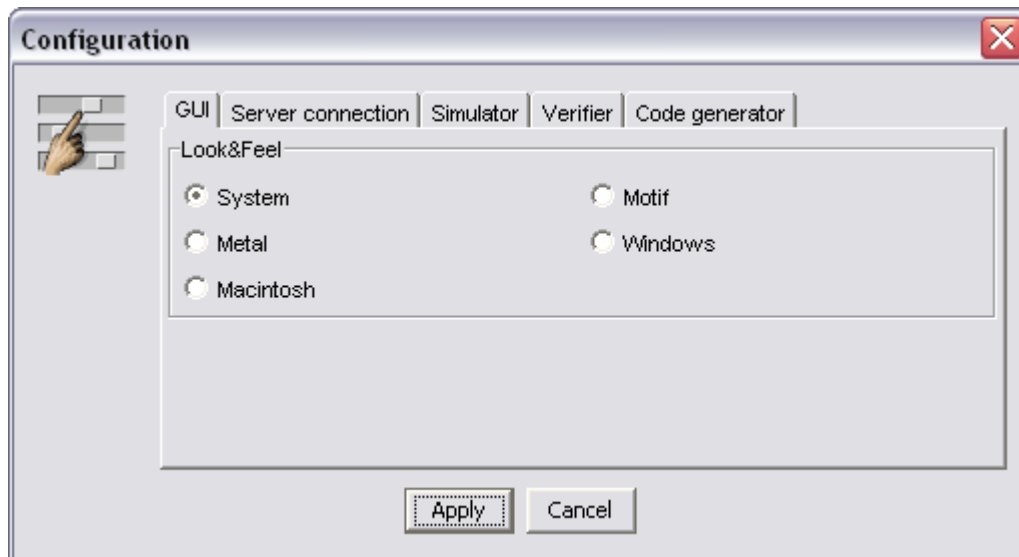 Configuration
GUI Server connection Simulator Verifier Code generator
Look&Feel
System Motif
Metal Windows
Macintosh
Apply Cancel